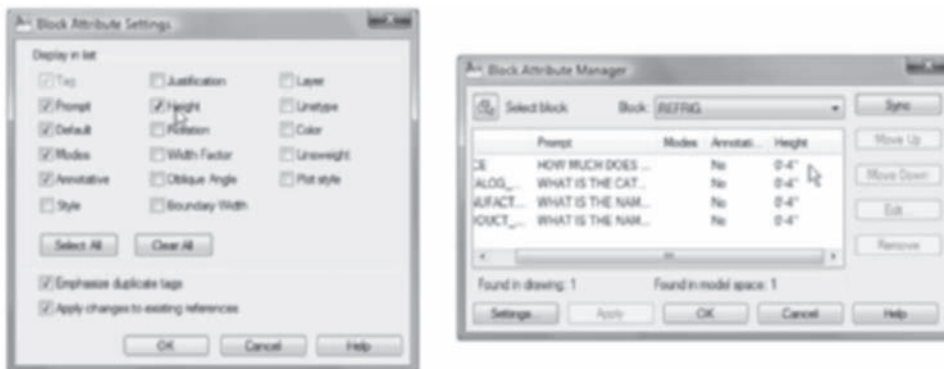 Block Attribute Settings
Display in list
Tag
Justification
Layer
Prompt
Height
Linetype
Default
Rotation
Color
Modes
Width Factor
Lineweight
Annotative
Oblique Angle
Plot style
Style
Boundary Width
Select All
Clear All
Emphasize duplicate tags
Apply changes to existing references
OK
Cancel
Help
Block Attribute Manager
Select block
Block:
REFRIG
Sync
Prompt Modes Annotati... Height
CE HOW MUCH DOES ... No 0'-4"
ALOG_... WHAT IS THE CAT... No 0'-4"
NUFACT... WHAT IS THE NAM... No 0'-4"
ODUCT_... WHAT IS THE NAM... No 0'-4"
Move Up
Move Down
Edit...
Remove
Found in drawing: 1
Found in model space: 1
Settings...
Apply
OK
Cancel
Help